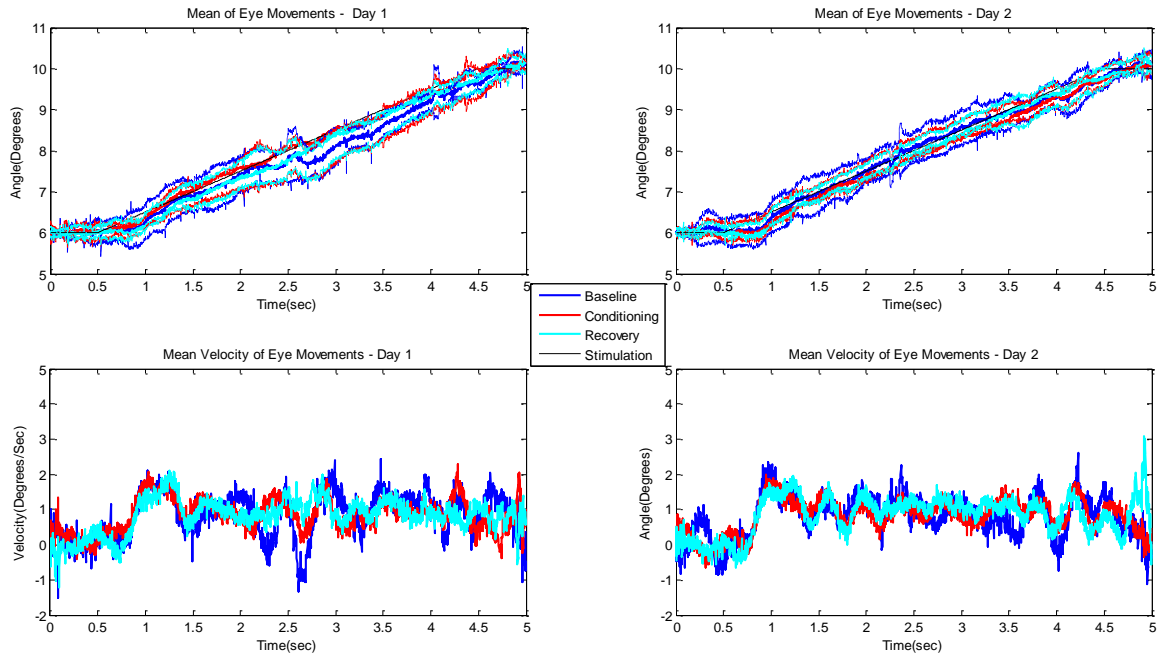 Mean of Eye Movements -  Day 1
11
10
9
8
7
6
5
Angle(Degrees)
0 0.5 1 1.5 2 2.5 3 3.5 4 4.5 5
Time(sec)
Mean of Eye Movements -  Day 2
11
10
9
8
7
6
5
Angle(Degrees)
0 0.5 1 1.5 2 2.5 3 3.5 4 4.5 5
Time(sec)
Baseline
Conditioning
Recovery
Stimulation
Mean Velocity of Eye Movements - Day 1
5
4
3
2
1
0
-1
-2
Velocity(Degrees/Sec)
0 0.5 1 1.5 2 2.5 3 3.5 4 4.5 5
Time(sec)
Mean Velocity of Eye Movements - Day 2
5
4
3
2
1
0
-1
-2
Angle(Degrees)
0 0.5 1 1.5 2 2.5 3 3.5 4 4.5 5
Time(sec)